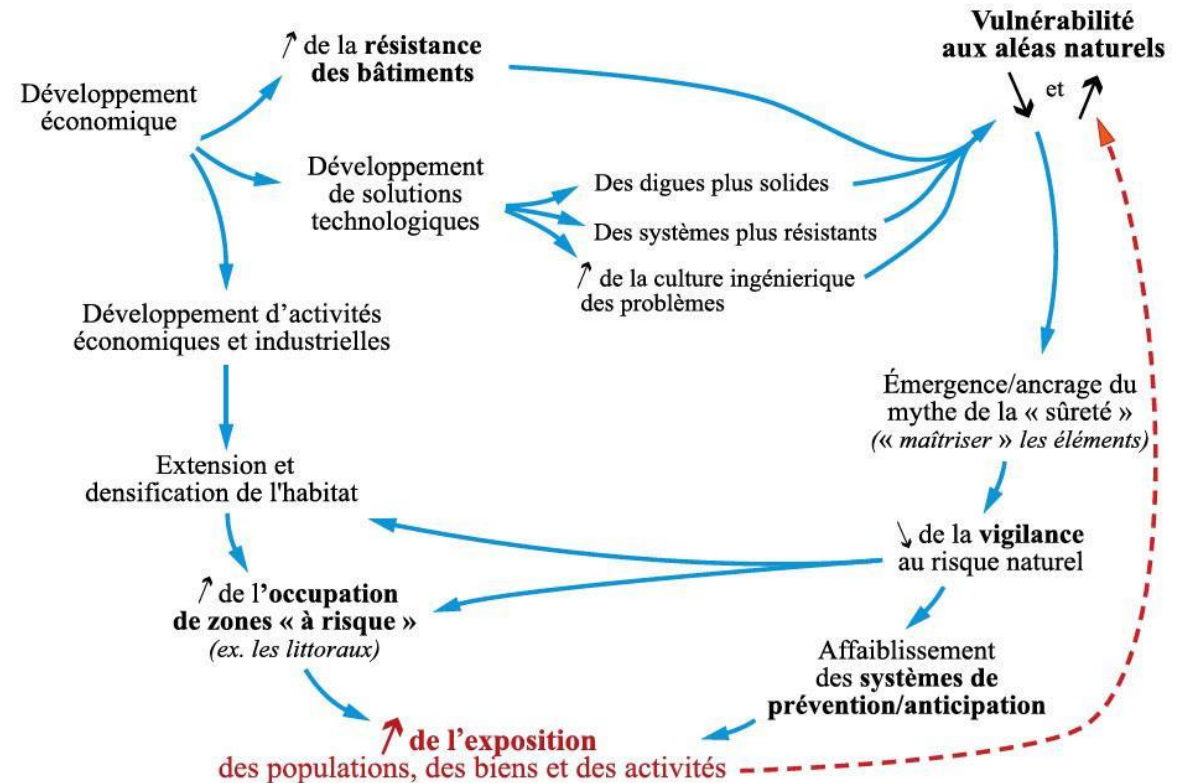 Vulnérabilité
aux aléas naturels
et
↗ de la résistance
des bâtiments
Développement
économique
Développement
de solutions
technologiques
Des digues plus solides
Des systèmes plus résistants
↗ de la culture ingénierique
des problèmes
Développement d’activités
économiques et industrielles
Émergence/ancrage du
mythe de la « sûreté »
(« maîtriser » les éléments)
Extension et
densification de l'habitat
↘ de la vigilance
au risque naturel
↗ de l’occupation
de zones « à risque »
(ex. les littoraux)
Affaiblissement
des systèmes de
prévention/anticipation
↗ de l’exposition
des populations, des biens et des activités